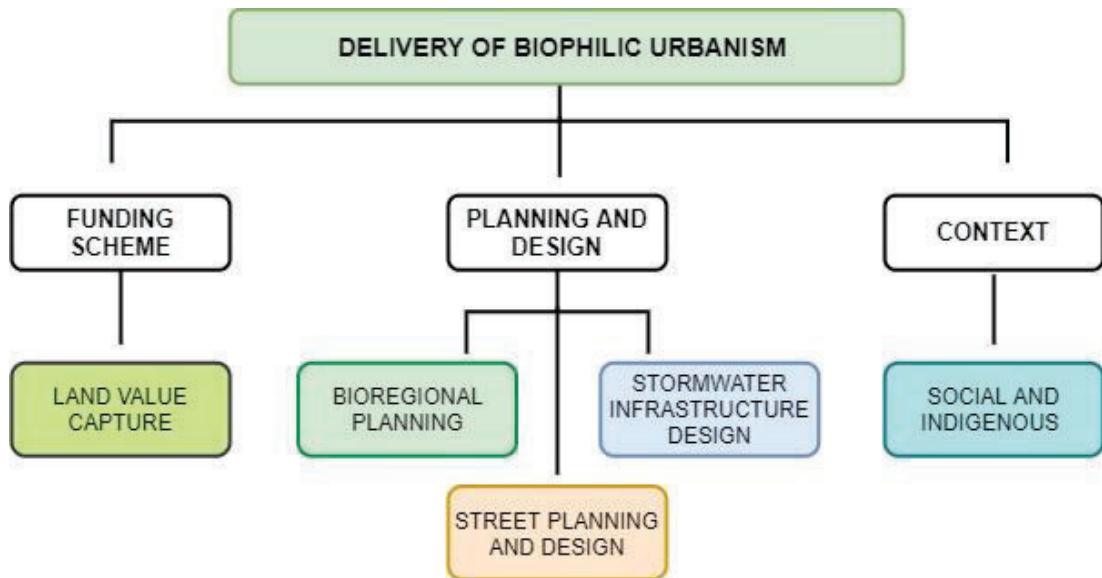 DELIVERY OF BIOPHILIC URBANISM
FUNDING
SCHEME
PLANNING AND
DESIGN
CONTEXT
LAND VALUE
CAPTURE
BIOREGIONAL
PLANNING
STORMWATER
INFRASTRUCTURE
DESIGN
SOCIAL AND
INDIGENOUS
STREET PLANNING
AND DESIGN